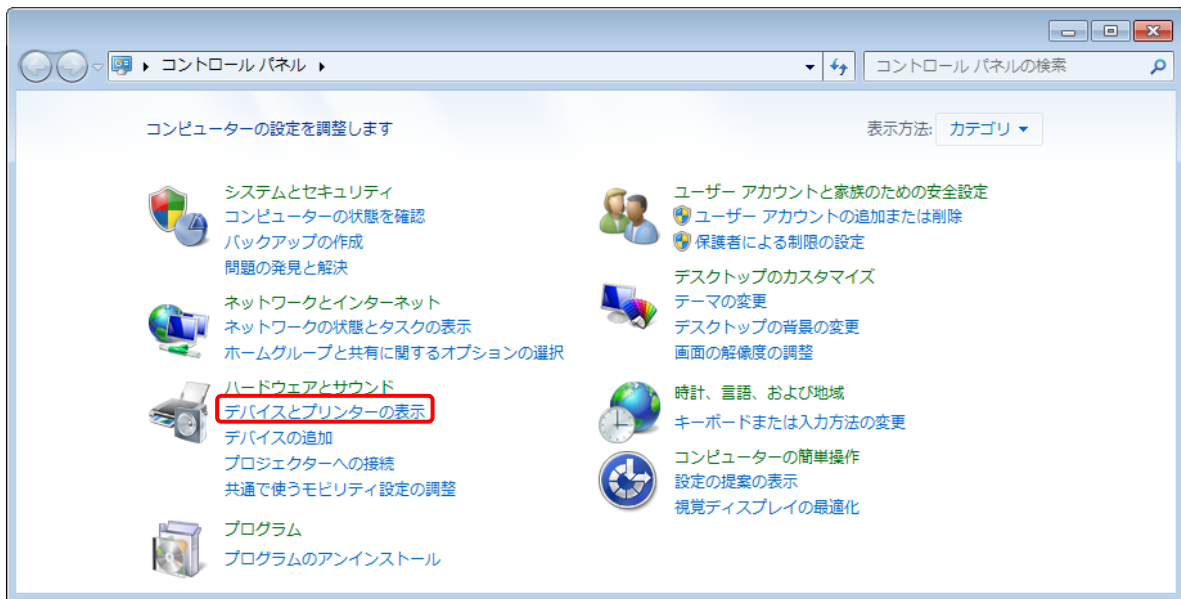 コントロール パネル
コントロール パネルの検索
コンピューターの設定を調整します
表示方法: カテゴリ
システムとセキュリティ
コンピューターの状態を確認
バックアップの作成
問題の発見と解決
ネットワークとインターネット
ネットワークの状態とタスクの表示
ホームグループと共有に関するオプションの選択
ハードウェアとサウンド
デバイスとプリンターの表示
デバイスの追加
プロジェクターへの接続
共通で使うモビリティ設定の調整
プログラム
プログラムのアンインストール
ユーザー アカウントと家族のための安全設定
ユーザー アカウントの追加または削除
保護者による制限の設定
デスクトップのカスタマイズ
テーマの変更
デスクトップの背景の変更
画面の解像度の調整
時計、言語、および地域
キーボードまたは入力方法の変更
コンピューターの簡単操作
設定の提案の表示
視覚ディスプレイの最適化